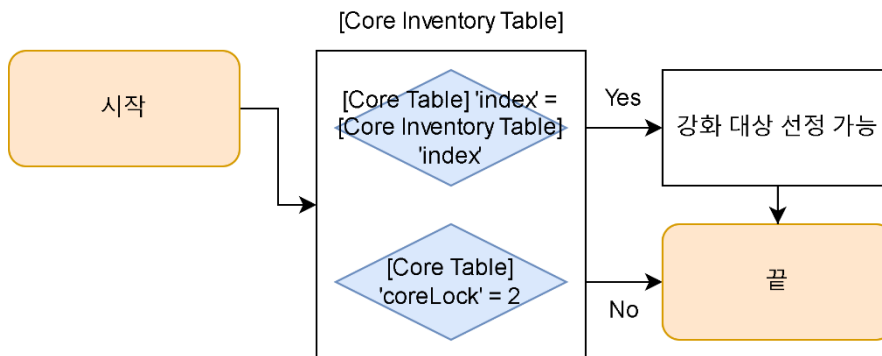 [Core Inventory Table]
시작
[Core Table] 'index' =
[Core Inventory Table]
'index'
Yes
강화 대상 선정 가능
[Core Table]
'coreLock' = 2
No
끝